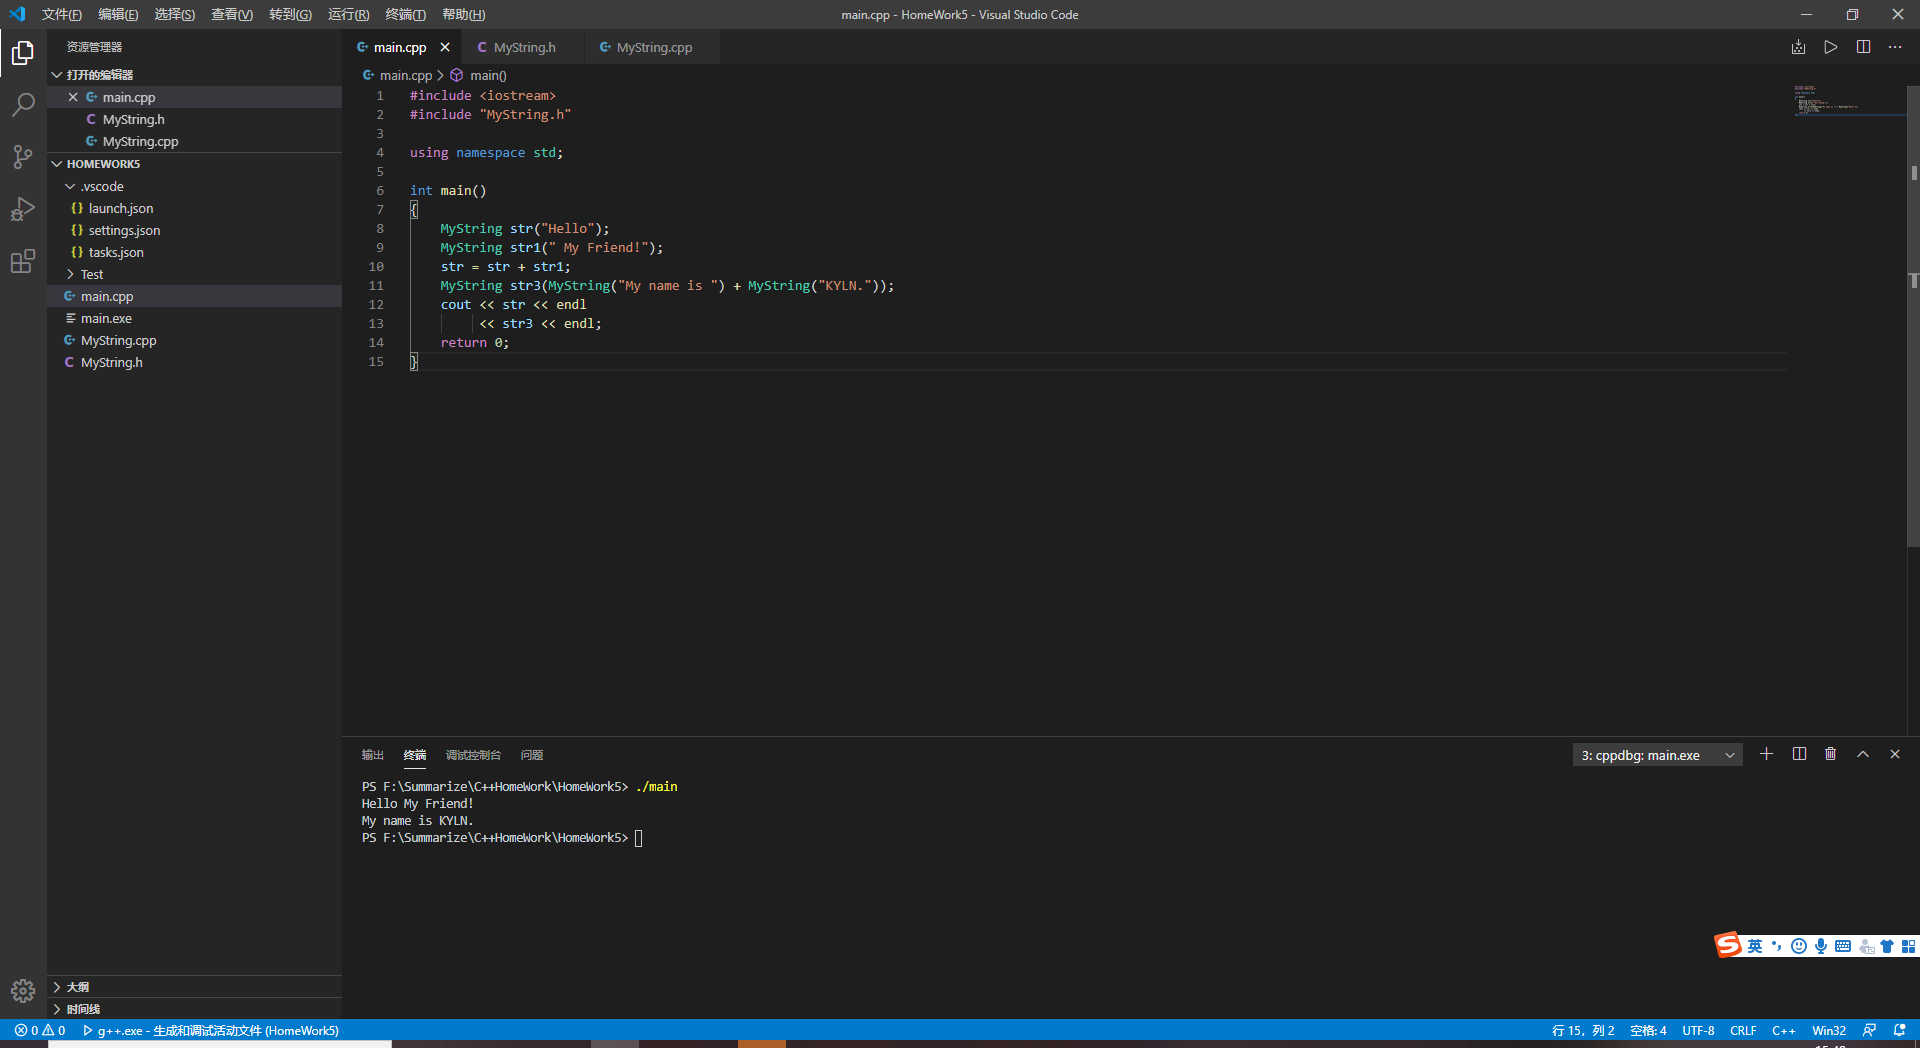 文件(F) 编辑(E) 选择(S) 查看(V) 转到(G) 运行(R) 终端(T) 帮助(H)
main.cpp - HomeWork5 - Visual Studio Code
资源管理器
打开的编辑器
main.cpp
MyString.h
MyString.cpp
HOMEWORK5
.vscode
launch.json
settings.json
tasks.json
Test
main.cpp
main.exe
MyString.cpp
MyString.h
大纲
时间线
main.cpp MyString.h MyString.cpp
main.cpp > main()
1 #include <iostream>
2 #include "MyString.h"
3
4 using namespace std;
5
6 int main()
7 {
8 MyString str("Hello");
9 MyString str1(" My Friend!");
10 str = str + str1;
11 MyString str3(MyString("My name is ") + MyString("KYLN."));
12 cout << str << endl
13 << str3 << endl;
14 return 0;
15 }
输出 终端 调试控制台 问题
3: cppdbg: main.exe
PS F:\Summarize\C++HomeWork\HomeWork5> ./main
Hello My Friend!
My name is KYLN.
PS F:\Summarize\C++HomeWork\HomeWork5>
英
0 0 g++.exe - 生成和调试活动文件 (HomeWork5)
行 15，列 2 空格: 4 UTF-8 CRLF C++ Win32